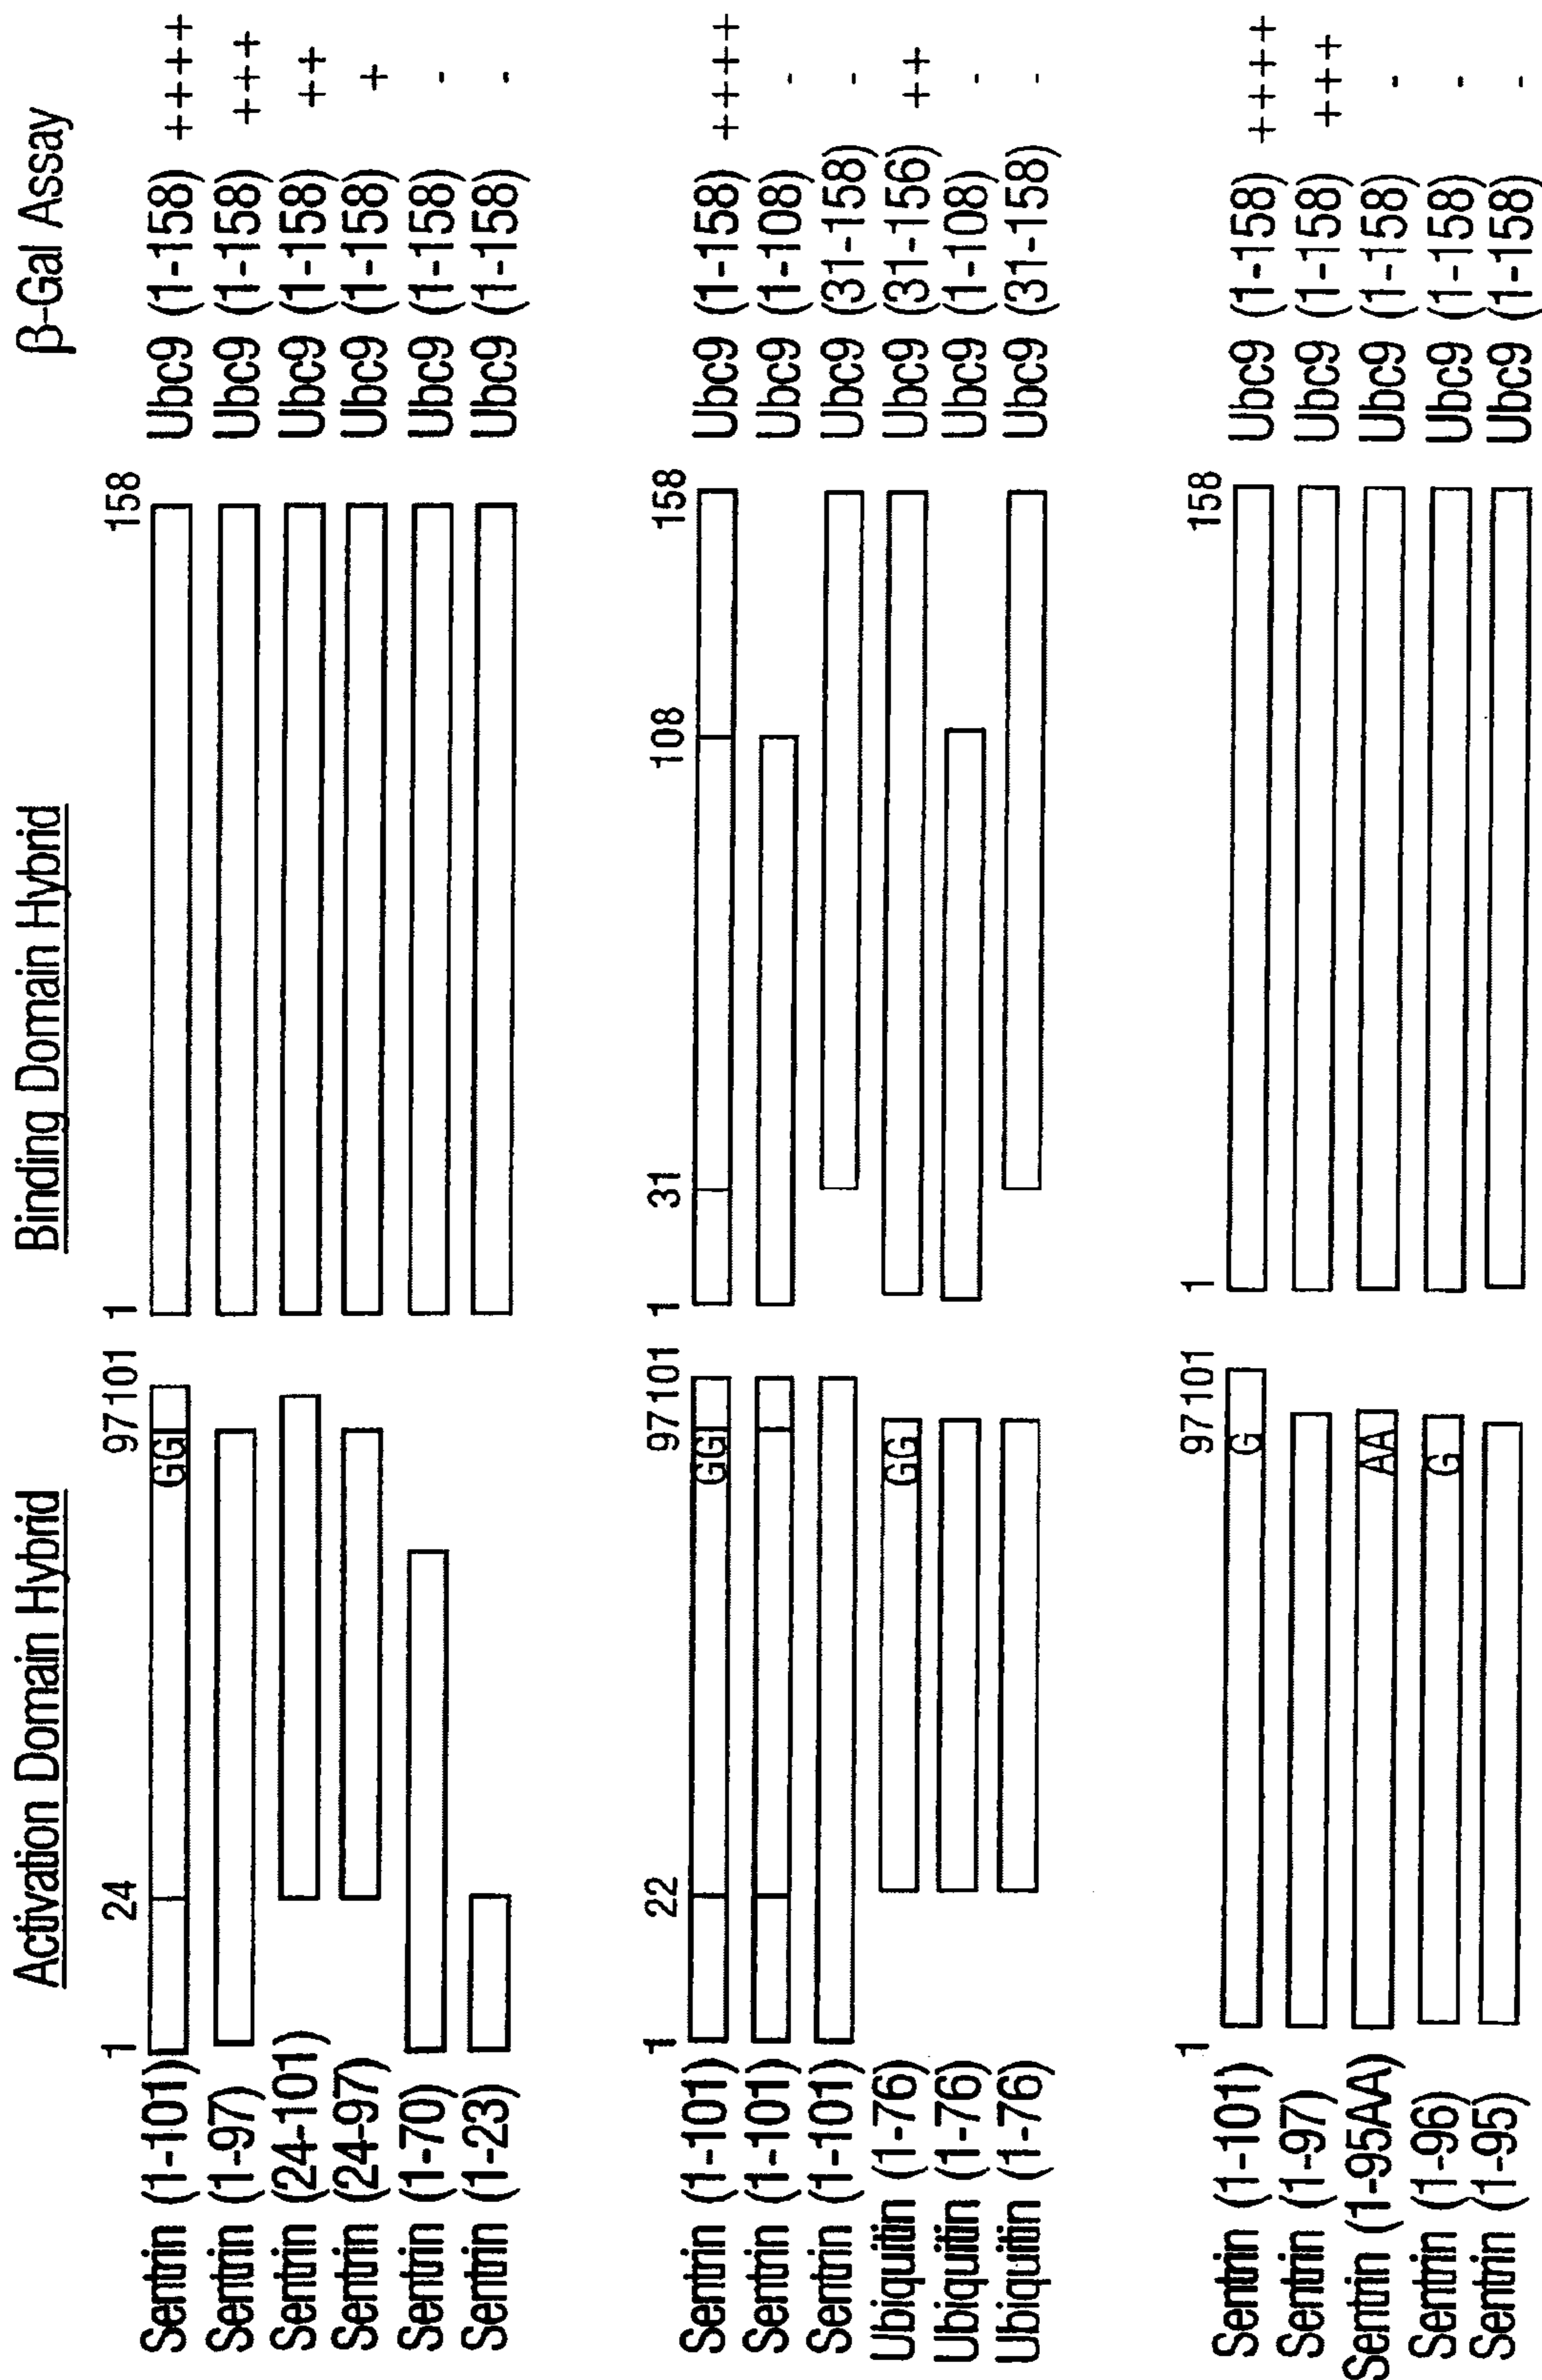 Activation Domain Hybrid Binding Domain Hybrid β-Gal Assay
1 24 97 101 1 158
Sentrin (1-101) GG Ubc9 (1-158) ++++
Sentrin (1-97) Ubc9 (1-158) +++
Sentrin (24-101) Ubc9 (1-158) ++
Sentrin (24-97) Ubc9 (1-158) +
Sentrin (1-70) Ubc9 (1-158) -
Sentrin (1-23) Ubc9 (1-158) -
1 22 97 101 1 31 108 158
Sentrin (1-101) GG Ubc9 (1-158) ++++
Sentrin (1-101) Ubc9 (1-108) -
Sentrin (1-101) Ubc9 (31-158) -
Ubiquitin (1-76) GG Ubc9 (31-156) ++
Ubiquitin (1-76) Ubc9 (1-108) -
Ubiquitin (1-76) Ubc9 (31-158) -
1 97 101 1 158
Sentrin (1-101) G Ubc9 (1-158) ++++
Sentrin (1-97) Ubc9 (1-158) +++
Sentrin (1-95AA) AA Ubc9 (1-158) -
Sentrin (1-96) G Ubc9 (1-158) -
Sentrin (1-95) Ubc9 (1-158) -